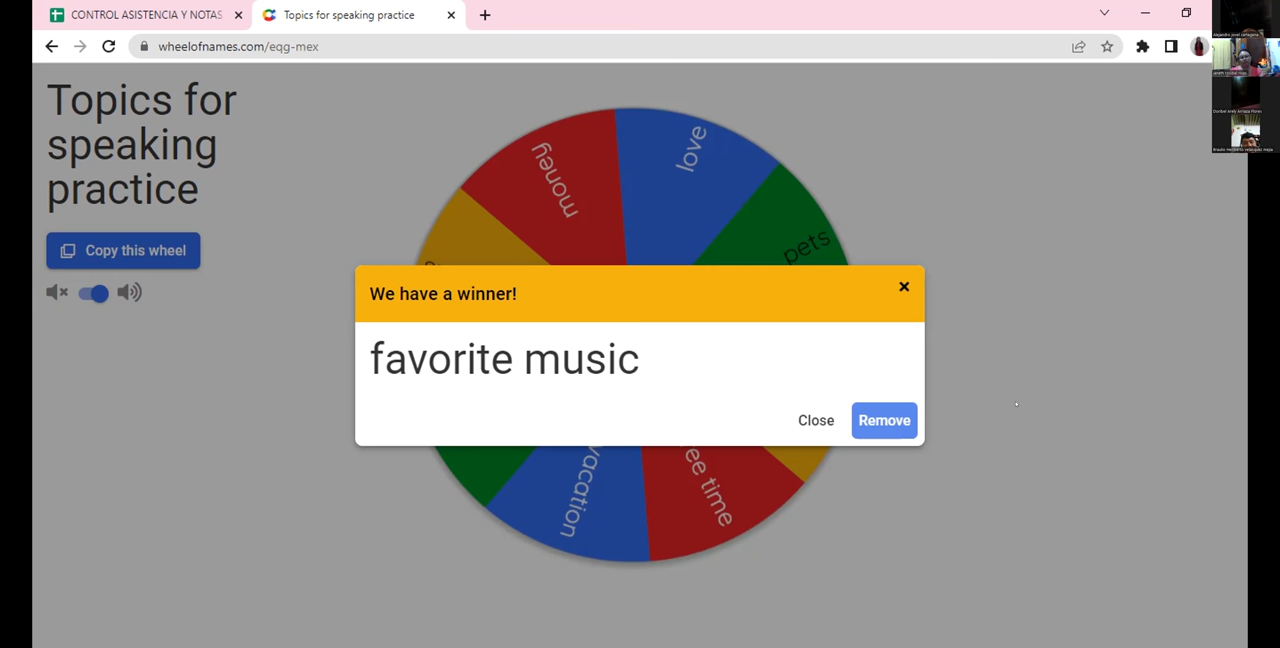 CONTROL ASISTENCIA Y NOTAS
Topics for speaking practice
wheelofnames.com/eqg-mex
Topics for
speaking
practice
Copy this wheel
money
love
pets
We have a winner!
favorite music
Close
Remove
vacation
ee time